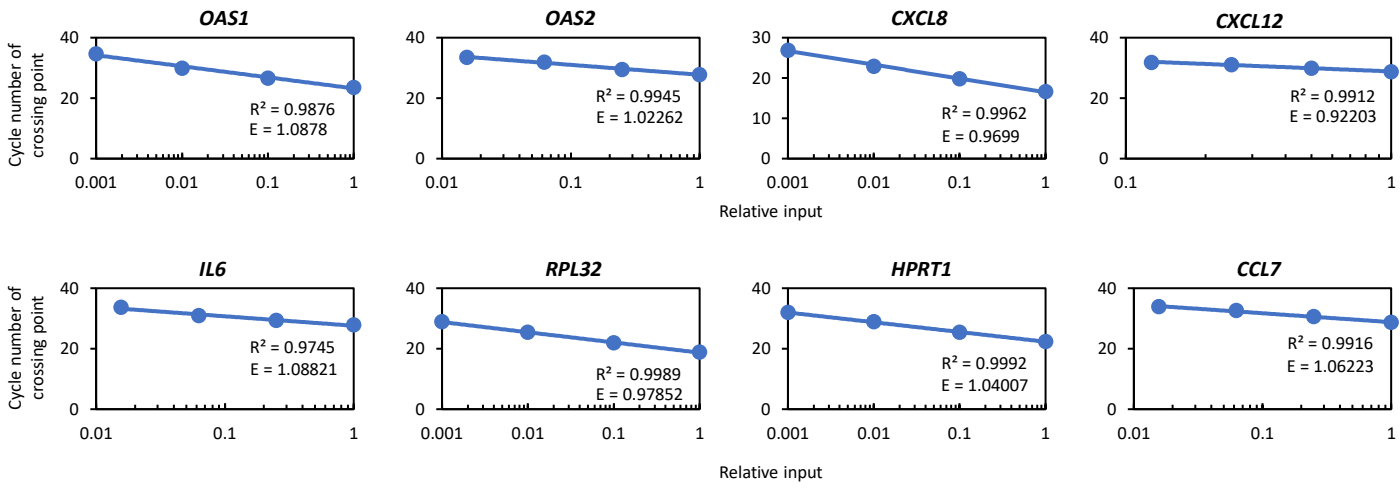 OAS1
OAS2
CXCL8
CXCL12
Cycle number of
crossing point
40
20
0
R² = 0.9876
E = 1.0878
0.001 0.01 0.1 1
40
20
0
R² = 0.9945
E = 1.02262
0.01 0.1 1
30
20
10
0
R² = 0.9962
E = 0.9699
0.001 0.01 0.1 1
40
20
0
R² = 0.9912
E = 0.92203
0.1 1
Relative input
IL6
RPL32
HPRT1
CCL7
Cycle number of
crossing point
40
20
0
R² = 0.9745
E = 1.08821
0.01 0.1 1
40
20
0
R² = 0.9989
E = 0.97852
0.001 0.01 0.1 1
40
20
0
R² = 0.9992
E = 1.04007
0.001 0.01 0.1 1
40
20
0
R² = 0.9916
E = 1.06223
0.01 0.1 1
Relative input